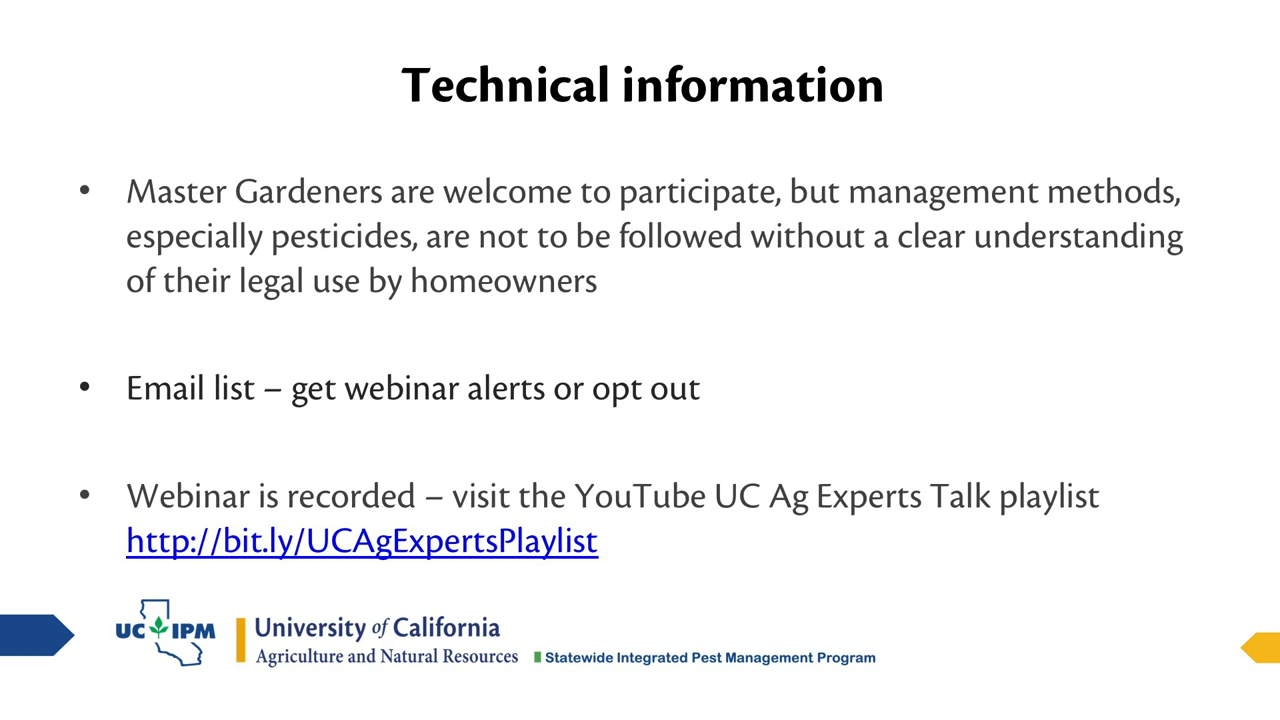 Technical information
• Master Gardeners are welcome to participate, but management methods,
especially pesticides, are not to be followed without a clear understanding
of their legal use by homeowners
• Email list – get webinar alerts or opt out
• Webinar is recorded – visit the YouTube UC Ag Experts Talk playlist
http://bit.ly/UCAgExpertsPlaylist
UC IPM
University of California
Agriculture and Natural Resources
Statewide Integrated Pest Management Program